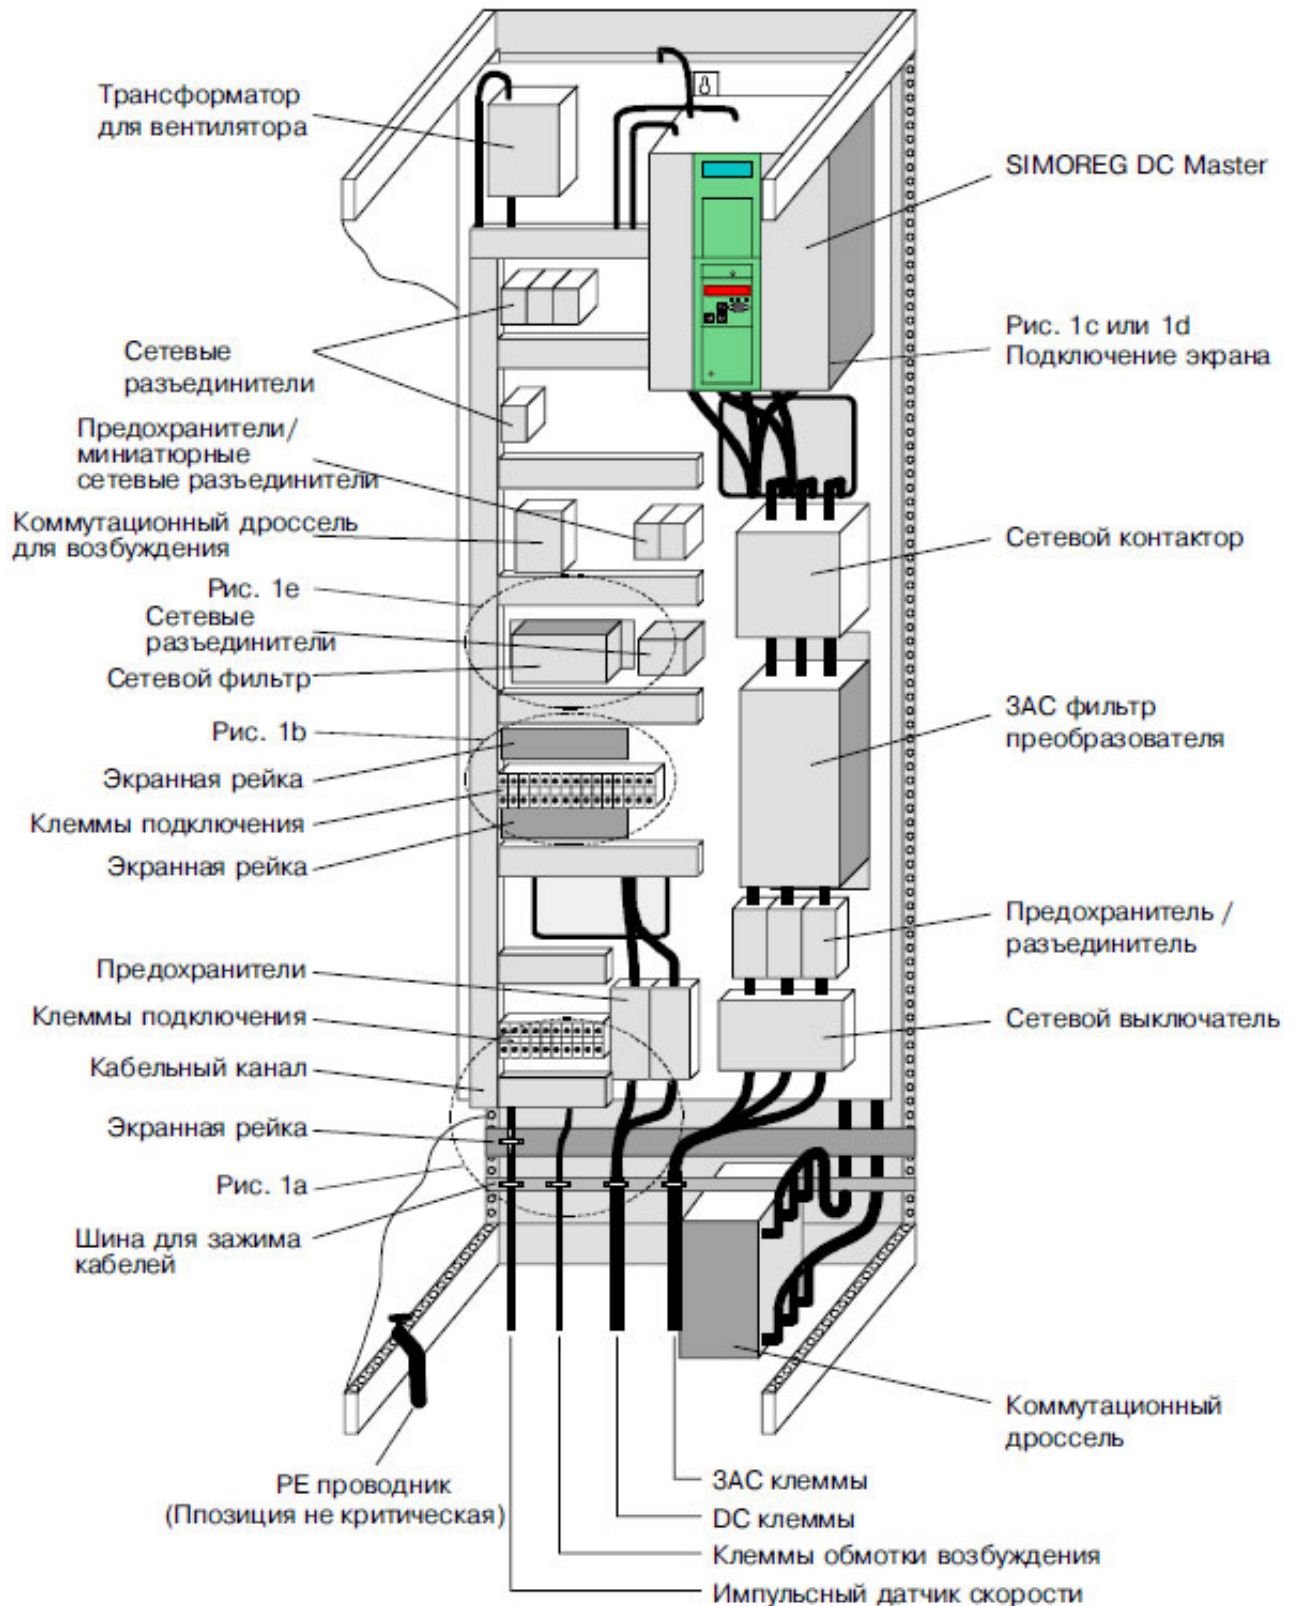 Трансформатор
для вентилятора
SIMOREG DC Master
Рис. 1c или 1d
Подключение экрана
Сетевые
разъединители
Предохранители/
миниатюрные
сетевые разъединители
Коммутационный дроссель
для возбуждения
Сетевой контактор
Рис. 1e
Сетевые
разъединители
Сетевой фильтр
3AC фильтр
преобразователя
Рис. 1b
Экранная рейка
Клеммы подключения
Экранная рейка
Предохранитель /
разъединитель
Предохранители
Клеммы подключения
Сетевой выключатель
Кабельный канал
Экранная рейка
Рис. 1a
Шина для зажима
кабелей
Коммутационный
дроссель
PE проводник
(Ппозиция не критическая)
3AC клеммы
DC клеммы
Клеммы обмотки возбуждения
Импульсный датчик скорости